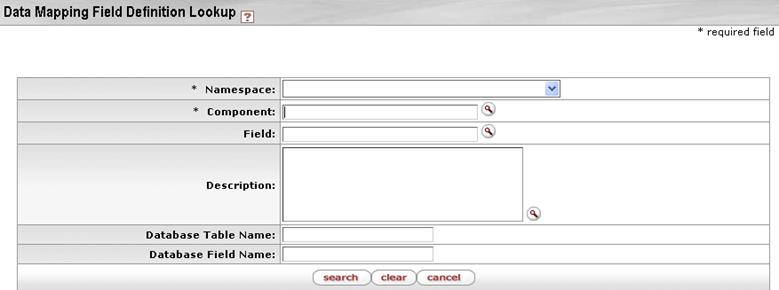 Data Mapping Field Definition Lookup ?
* required field
* Namespace:
* Component:
Field:
Description:
Database Table Name:
Database Field Name:
search clear cancel